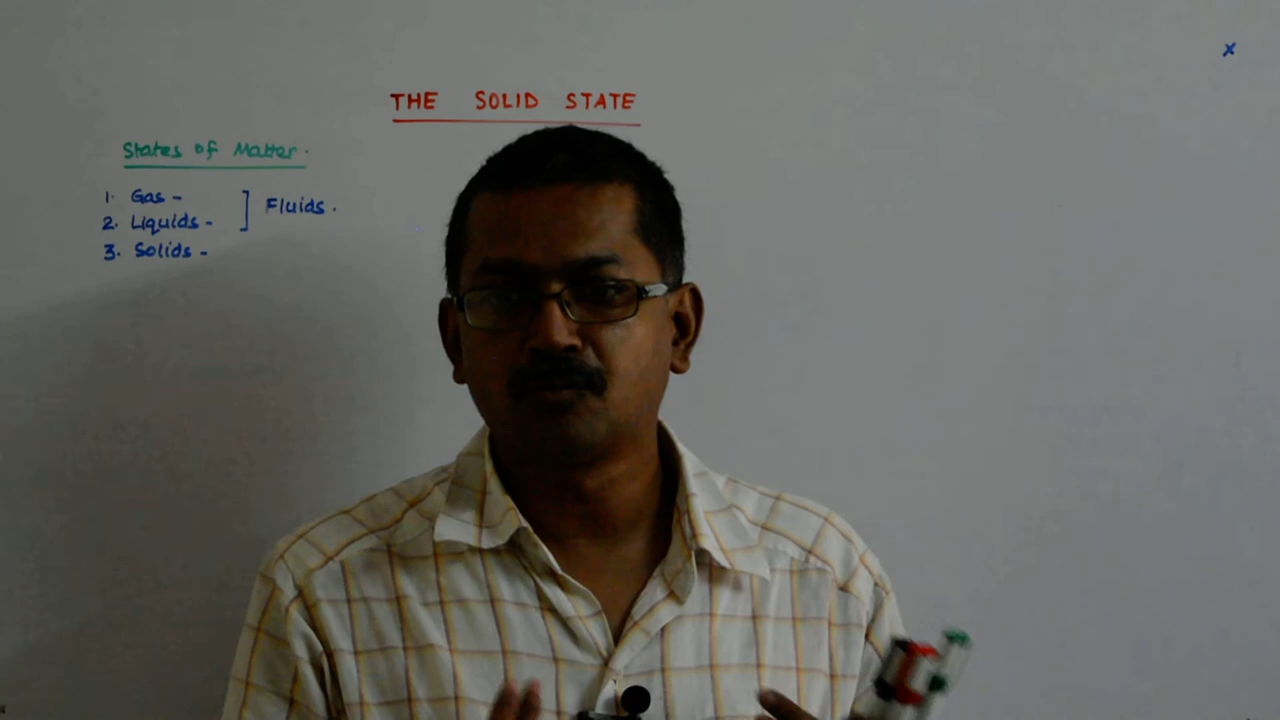 x
THE SOLID STATE
States of Matter.
1. Gas -
2. Liquids - ] Fluids.
3. Solids -